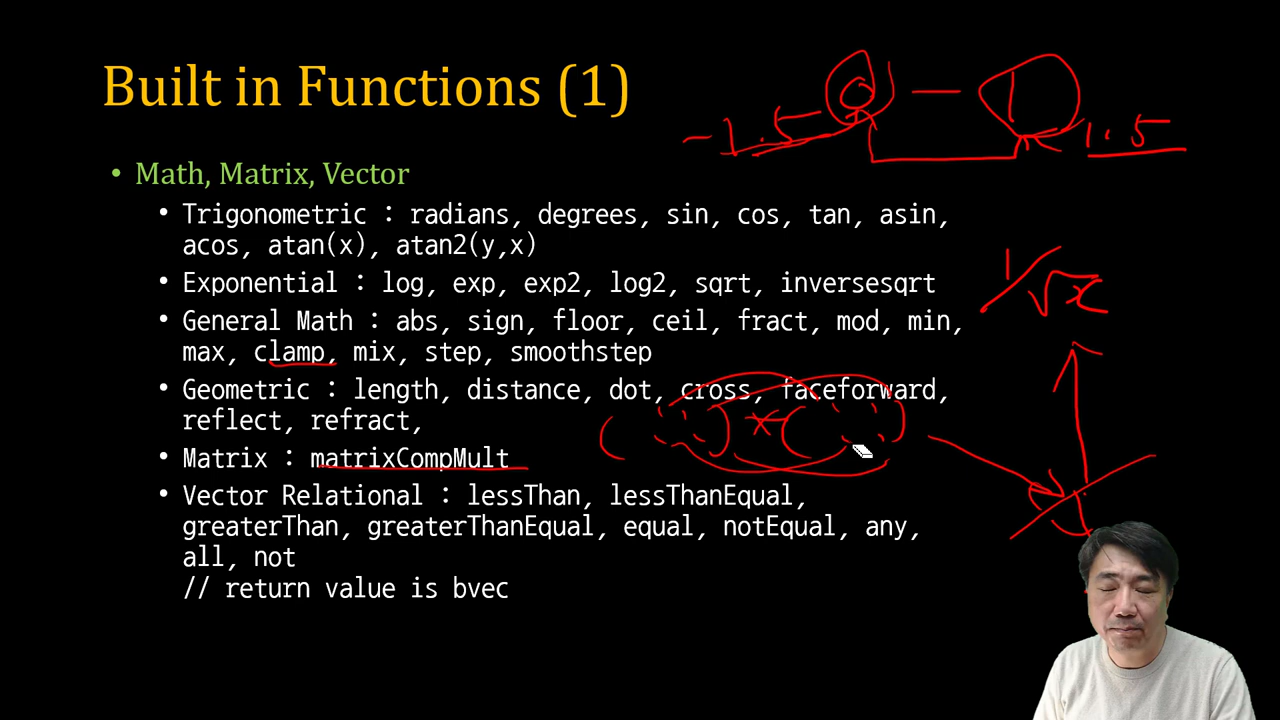 Built in Functions (1)
0 — 1
-1.5
1.5
• Math, Matrix, Vector
• Trigonometric : radians, degrees, sin, cos, tan, asin,
acos, atan(x), atan2(y,x)
• Exponential : log, exp, exp2, log2, sqrt, inversesqrt
1/√x
• General Math : abs, sign, floor, ceil, fract, mod, min,
max, clamp, mix, step, smoothstep
• Geometric : length, distance, dot, cross, faceforward,
reflect, refract,
• Matrix : matrixCompMult
• Vector Relational : lessThan, lessThanEqual,
greaterThan, greaterThanEqual, equal, notEqual, any,
all, not
// return value is bvec